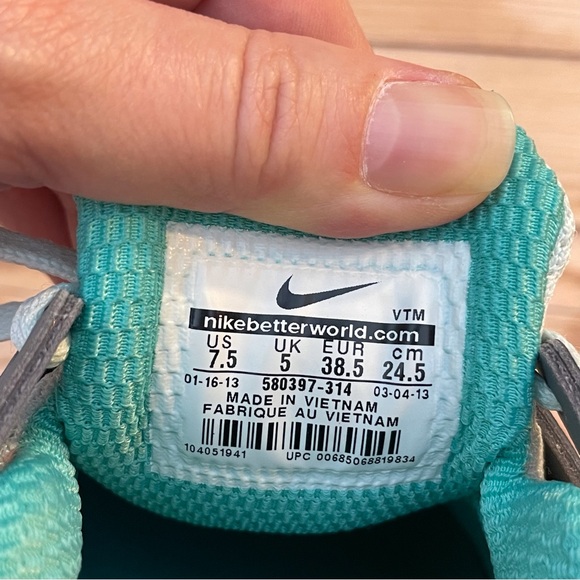 VTM
nikebetterworld.com
US UK EUR cm
7.5 5 38.5 24.5
01-16-13 580397-314 03-04-13
MADE IN VIETNAM
FABRIQUE AU VIETNAM
104051941 UPC 00685068819834